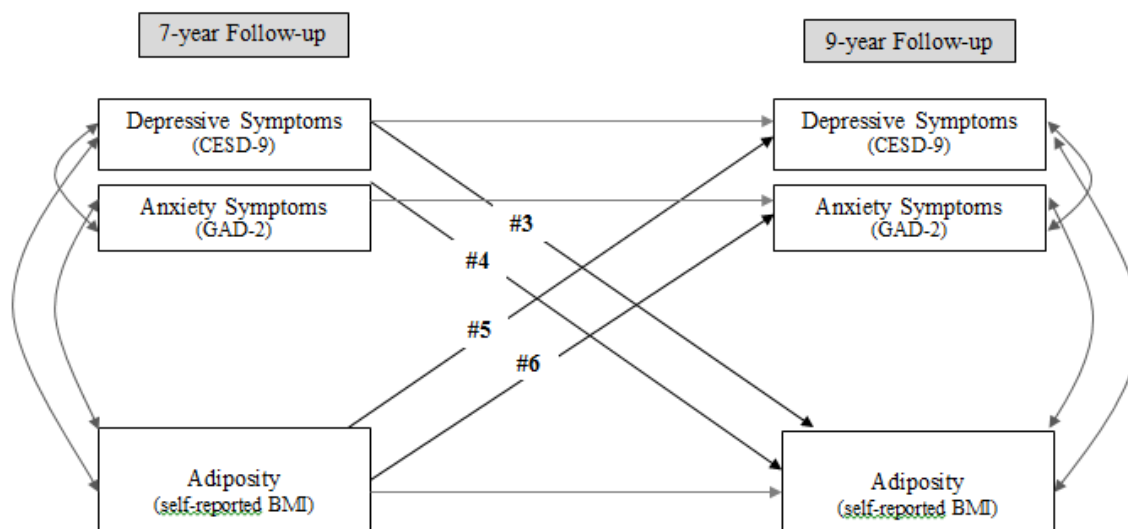 7-year Follow-up
9-year Follow-up
Depressive Symptoms
(CESD-9)
Depressive Symptoms
(CESD-9)
Anxiety Symptoms
(GAD-2)
Anxiety Symptoms
(GAD-2)
#3
#4
#5
#6
Adiposity
(self-reported BMI)
Adiposity
(self-reported BMI)